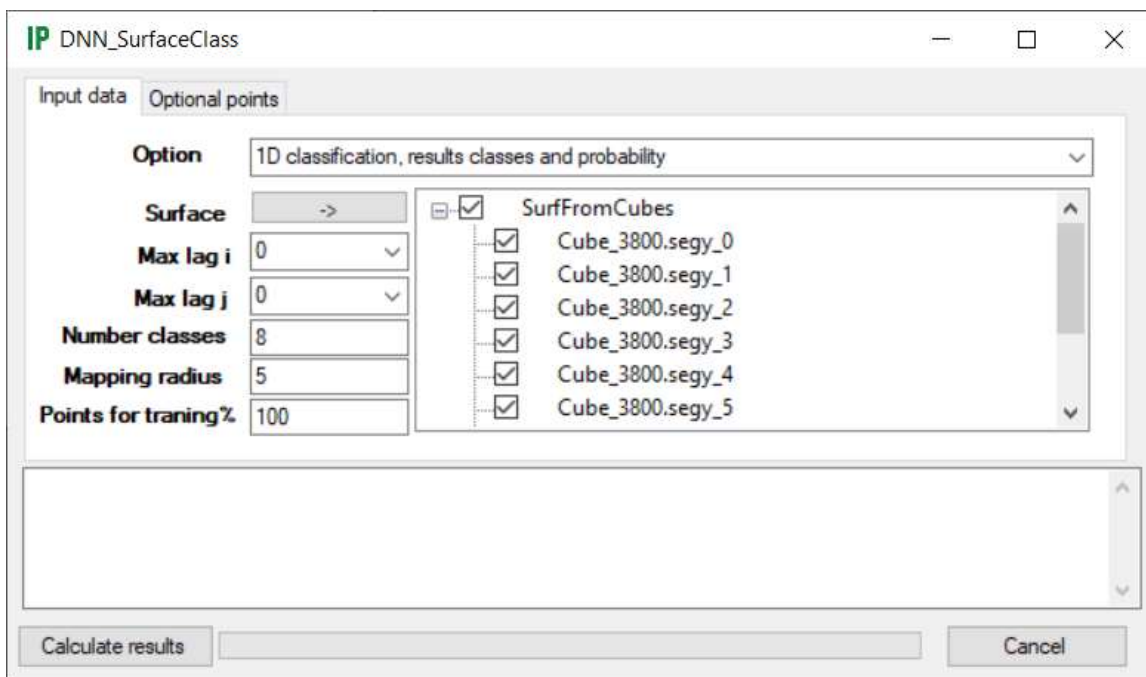 IP DNN_SurfaceClass
Input data Optional points
Option 1D classification, results classes and probability
Surface -> SurfFromCubes
Max lag i 0 Cube_3800.segy_0
Cube_3800.segy_1
Max lag j 0 Cube_3800.segy_2
Number classes 8 Cube_3800.segy_3
Mapping radius 5 Cube_3800.segy_4
Points for traning% 100 Cube_3800.segy_5
Calculate results Cancel